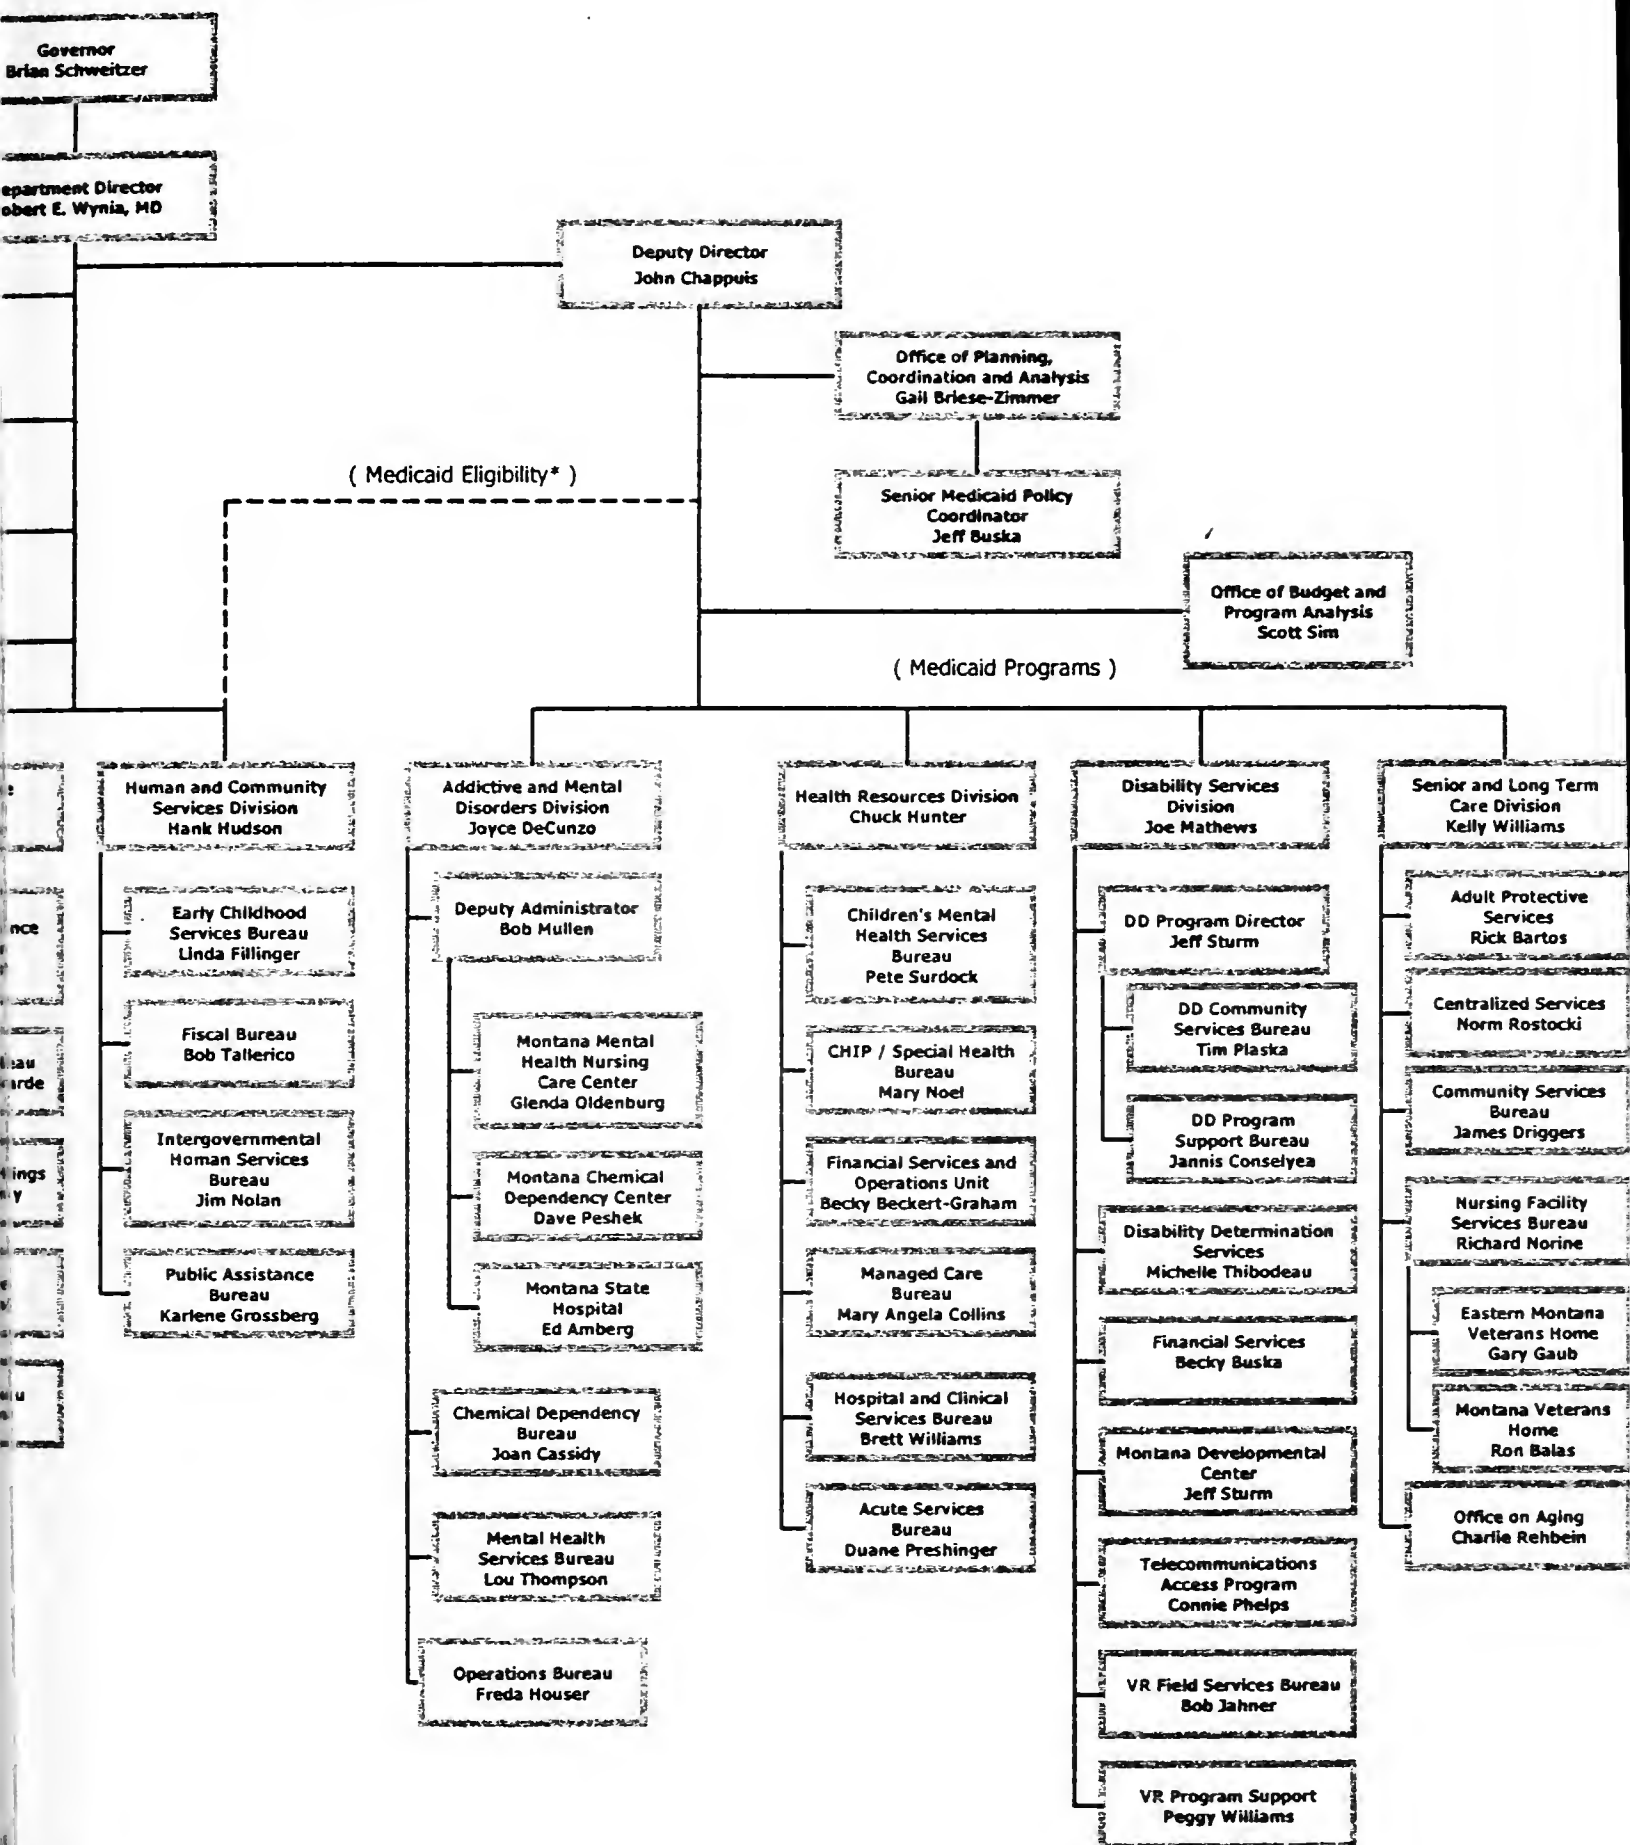 Governor
Brian Schweitzer
epartment Director
obert E. Wynia, MD
Deputy Director
John Chappuis
Office of Planning,
Coordination and Analysis
Gail Briese-Zimmer
( Medicaid Eligibility* )
Senior Medicaid Policy
Coordinator
Jeff Buska
Office of Budget and
Program Analysis
Scott Sim
( Medicaid Programs )
nce
eau
arde
ings
y
u
Human and Community
Services Division
Hank Hudson
Early Childhood
Services Bureau
Linda Fillinger
Fiscal Bureau
Bob Tallerico
Intergovernmental
Homan Services
Bureau
Jim Nolan
Public Assistance
Bureau
Karlene Grossberg
Addictive and Mental
Disorders Division
Joyce DeCunzo
Deputy Administrator
Bob Mullen
Montana Mental
Health Nursing
Care Center
Glenda Oldenburg
Montana Chemical
Dependency Center
Dave Peshek
Montana State
Hospital
Ed Amberg
Chemical Dependency
Bureau
Joan Cassidy
Mental Health
Services Bureau
Lou Thompson
Operations Bureau
Freda Houser
Health Resources Division
Chuck Hunter
Children's Mental
Health Services
Bureau
Pete Surdock
CHIP / Special Health
Bureau
Mary Noel
Financial Services and
Operations Unit
Becky Beckert-Graham
Managed Care
Bureau
Mary Angela Collins
Hospital and Clinical
Services Bureau
Brett Williams
Acute Services
Bureau
Duane Preshinger
Disability Services
Division
Joe Mathews
DD Program Director
Jeff Sturm
DD Community
Services Bureau
Tim Plaska
DD Program
Support Bureau
Jannis Conselyea
Disability Determination
Services
Michelle Thibodeau
Financial Services
Becky Buska
Montana Developmental
Center
Jeff Sturm
Telecommunications
Access Program
Connie Phelps
VR Field Services Bureau
Bob Jahner
VR Program Support
Peggy Williams
Senior and Long Term
Care Division
Kelly Williams
Adult Protective
Services
Rick Bartos
Centralized Services
Norm Rostocki
Community Services
Bureau
James Driggers
Nursing Facility
Services Bureau
Richard Norine
Eastern Montana
Veterans Home
Gary Gaub
Montana Veterans
Home
Ron Balas
Office on Aging
Charlie Rehbein